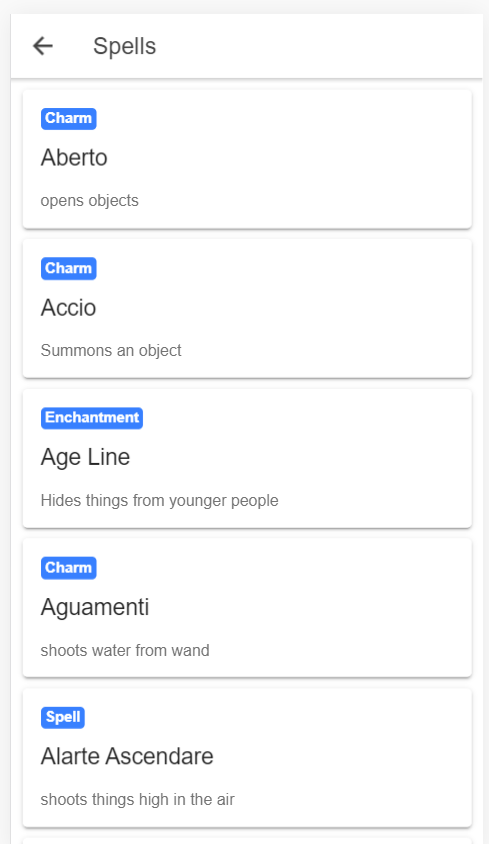 Spells
Charm
Aberto
opens objects
Charm
Accio
Summons an object
Enchantment
Age Line
Hides things from younger people
Charm
Aguamenti
shoots water from wand
Spell
Alarte Ascendare
shoots things high in the air